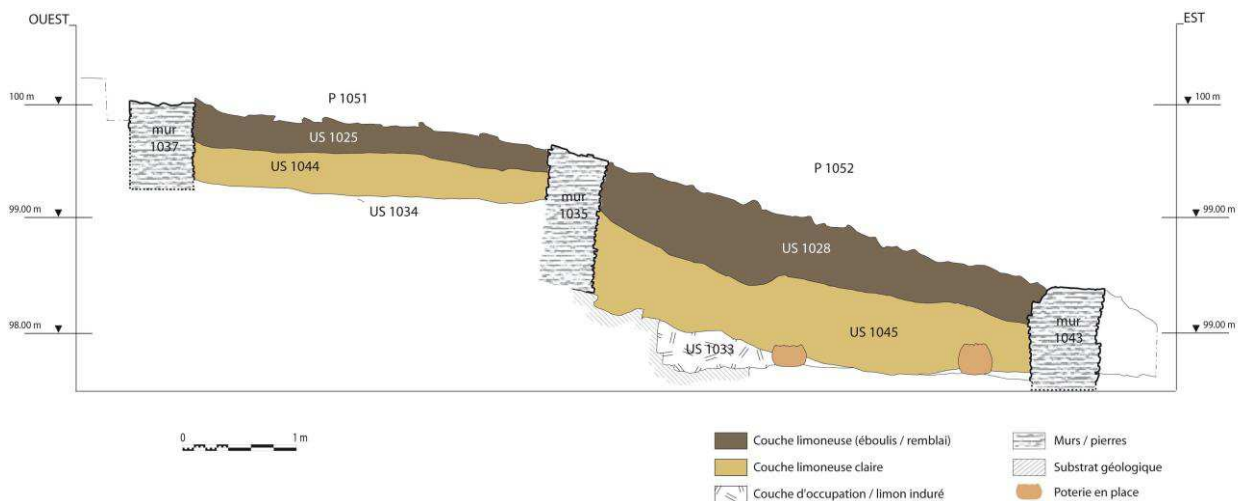 OUEST
EST
100 m
P 1051
100 m
mur
1037
US 1025
US 1044
P 1052
mur
1035
US 1034
99.00 m
99.00 m
US 1028
98.00 m
US 1033
US 1045
mur
1043
99.00 m
0
1 m
Couche limoneuse (éboulis / remblai)
Murs / pierres
Couche limoneuse claire
Substrat géologique
Couche d'occupation / limon induré
Poterie en place